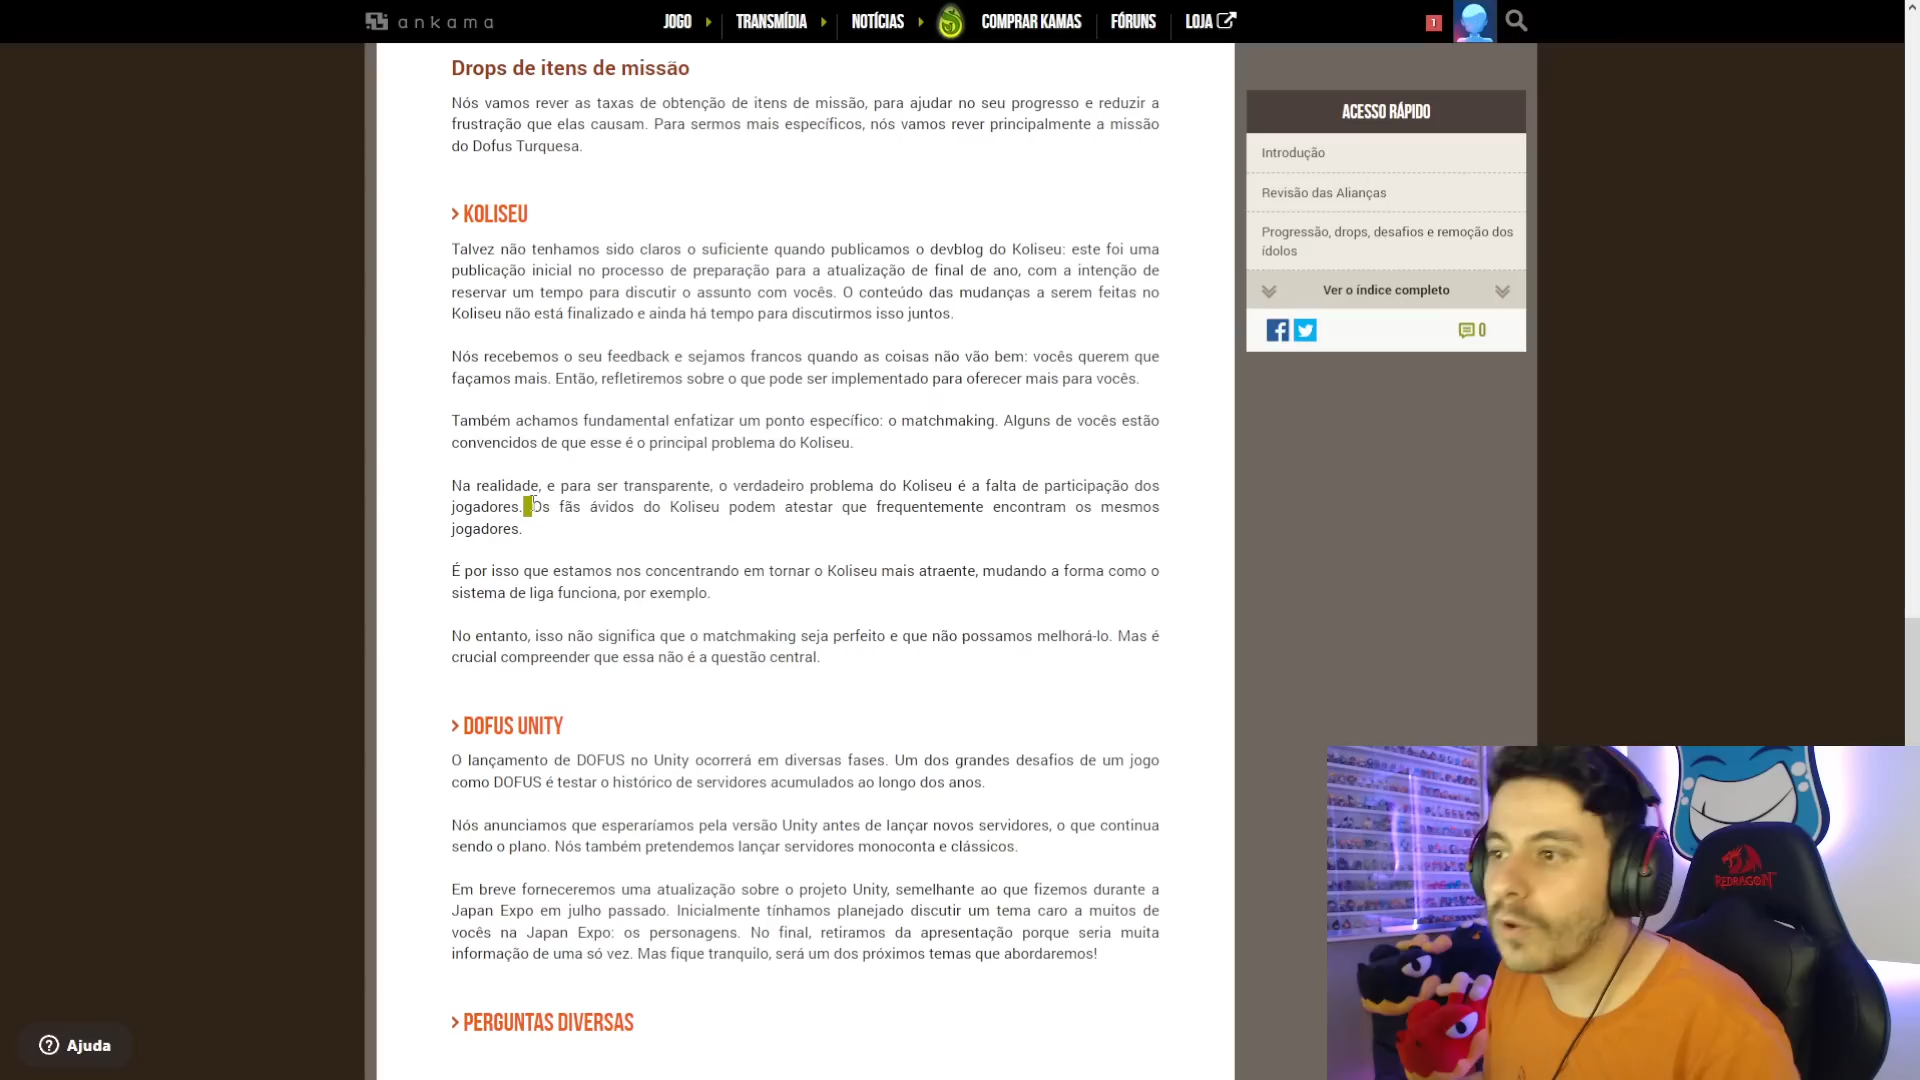 ankama
JOGO
TRANSMÍDIA
NOTÍCIAS
COMPRAR KAMAS
FÓRUNS
LOJA
1
Drops de itens de missão
Nós vamos rever as taxas de obtenção de itens de missão, para ajudar no seu progresso e reduzir a
frustração que elas causam. Para sermos mais específicos, nós vamos rever principalmente a missão
do Dofus Turquesa.
> KOLISEU
Talvez não tenhamos sido claros o suficiente quando publicamos o devblog do Koliseu: este foi uma
publicação inicial no processo de preparação para a atualização de final de ano, com a intenção de
reservar um tempo para discutir o assunto com vocês. O conteúdo das mudanças a serem feitas no
Koliseu não está finalizado e ainda há tempo para discutirmos isso juntos.
Nós recebemos o seu feedback e sejamos francos quando as coisas não vão bem: vocês querem que
façamos mais. Então, refletiremos sobre o que pode ser implementado para oferecer mais para vocês.
Também achamos fundamental enfatizar um ponto específico: o matchmaking. Alguns de vocês estão
convencidos de que esse é o principal problema do Koliseu.
Na realidade, e para ser transparente, o verdadeiro problema do Koliseu é a falta de participação dos
jogadores. Os fãs ávidos do Koliseu podem atestar que frequentemente encontram os mesmos
jogadores.
É por isso que estamos nos concentrando em tornar o Koliseu mais atraente, mudando a forma como o
sistema de liga funciona, por exemplo.
No entanto, isso não significa que o matchmaking seja perfeito e que não possamos melhorá-lo. Mas é
crucial compreender que essa não é a questão central.
> DOFUS UNITY
O lançamento de DOFUS no Unity ocorrerá em diversas fases. Um dos grandes desafios de um jogo
como DOFUS é testar o histórico de servidores acumulados ao longo dos anos.
Nós anunciamos que esperaríamos pela versão Unity antes de lançar novos servidores, o que continua
sendo o plano. Nós também pretendemos lançar servidores monoconta e clássicos.
Em breve forneceremos uma atualização sobre o projeto Unity, semelhante ao que fizemos durante a
Japan Expo em julho passado. Inicialmente tínhamos planejado discutir um tema caro a muitos de
vocês na Japan Expo: os personagens. No final, retiramos da apresentação porque seria muita
informação de uma só vez. Mas fique tranquilo, será um dos próximos temas que abordaremos!
> PERGUNTAS DIVERSAS
ACESSO RÁPIDO
Introdução
Revisão das Alianças
Progressão, drops, desafios e remoção dos
ídolos
Ver o índice completo
0
REDRAGON
Ajuda